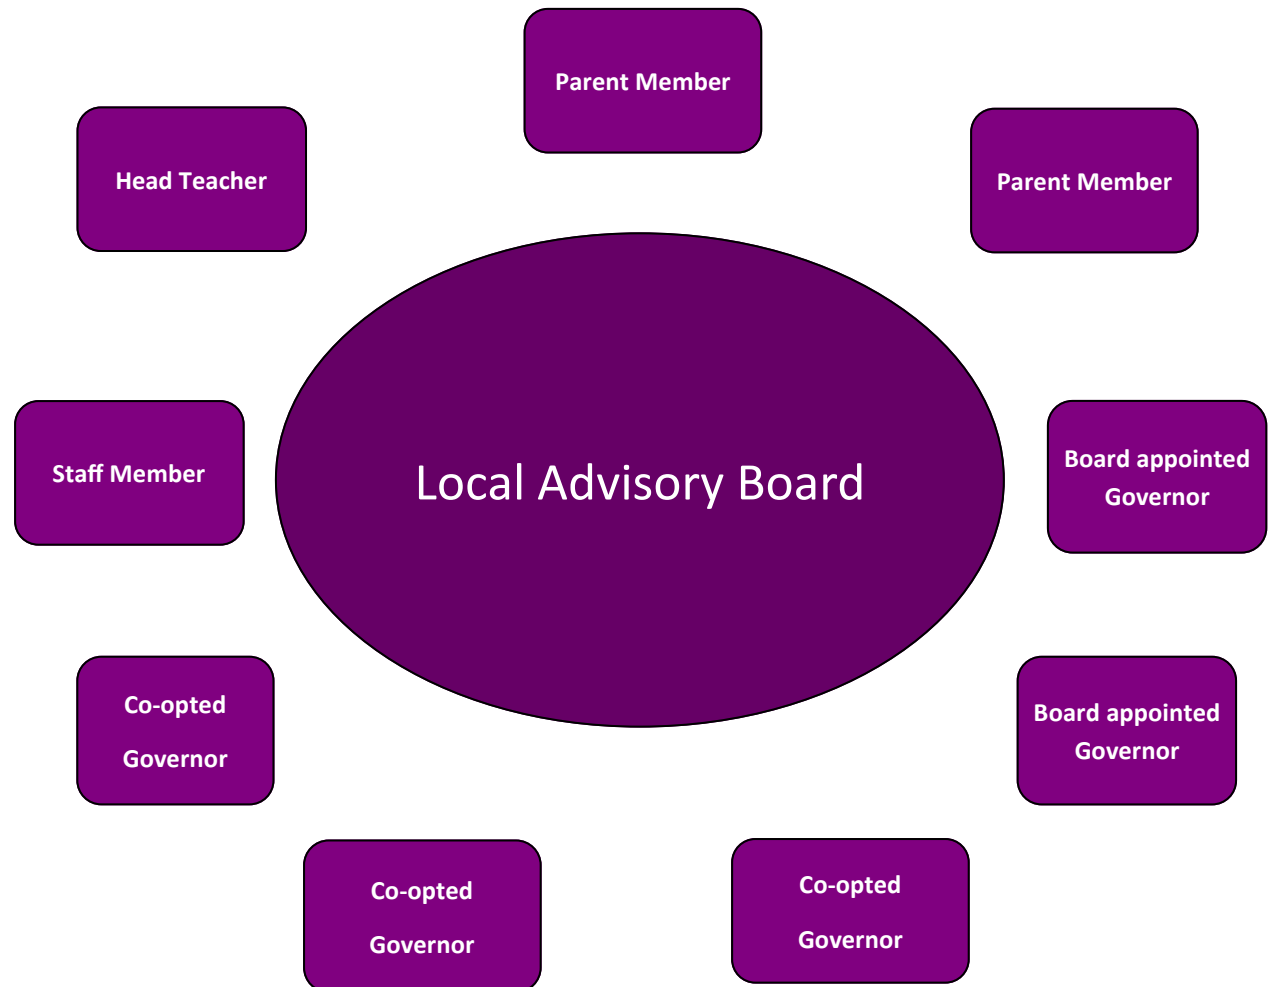 Parent Member
Head Teacher
Parent Member
Local Advisory Board
Staff Member
Board appointed
Governor
Co-opted
Governor
Board appointed
Governor
Co-opted
Governor
Co-opted
Governor